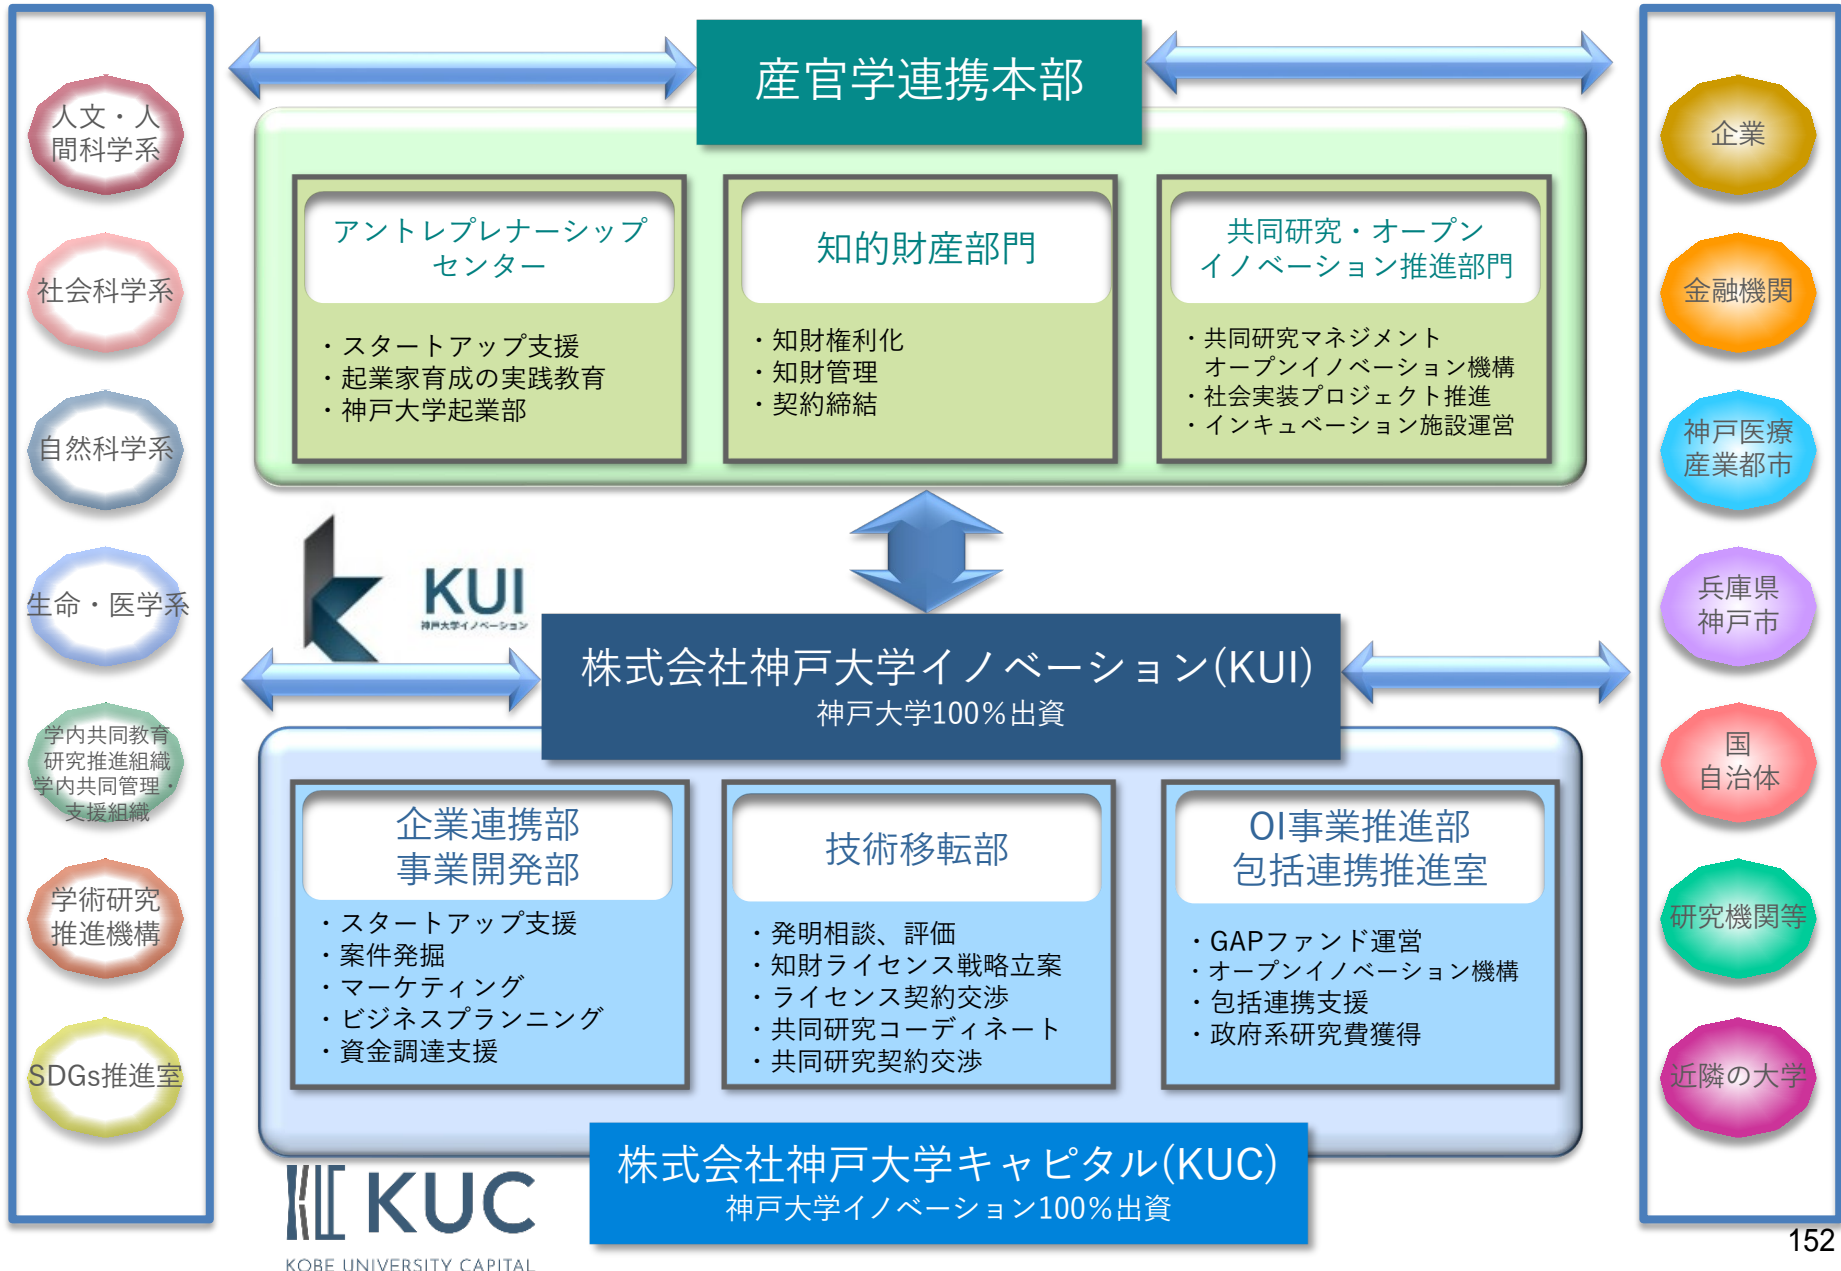 人文・人
間科学系
社会科学系
自然科学系
生命・医学系
学内共同教育
研究推進組織
学内共同管理・
支援組織
学術研究
推進機構
SDGs推進室
産官学連携本部
アントレプレナーシップ
センター
・スタートアップ支援
・起業家育成の実践教育
・神戸大学起業部
知的財産部門
・知財権利化
・知財管理
・契約締結
共同研究・オープン
イノベーション推進部門
・共同研究マネジメント
オープンイノベーション機構
・社会実装プロジェクト推進
・インキュベーション施設運営
KUI
神戸大学イノベーション
株式会社神戸大学イノベーション(KUI)
神戸大学100%出資
企業連携部
事業開発部
・スタートアップ支援
・案件発掘
・マーケティング
・ビジネスプランニング
・資金調達支援
技術移転部
・発明相談、評価
・知財ライセンス戦略立案
・ライセンス契約交渉
・共同研究コーディネート
・共同研究契約交渉
OI事業推進部
包括連携推進室
・GAPファンド運営
・オープンイノベーション機構
・包括連携支援
・政府系研究費獲得
KUC
KOBE UNIVERSITY CAPITAL
株式会社神戸大学キャピタル(KUC)
神戸大学イノベーション100%出資
企業
金融機関
神戸医療
産業都市
兵庫県
神戸市
国
自治体
研究機関等
近隣の大学
152